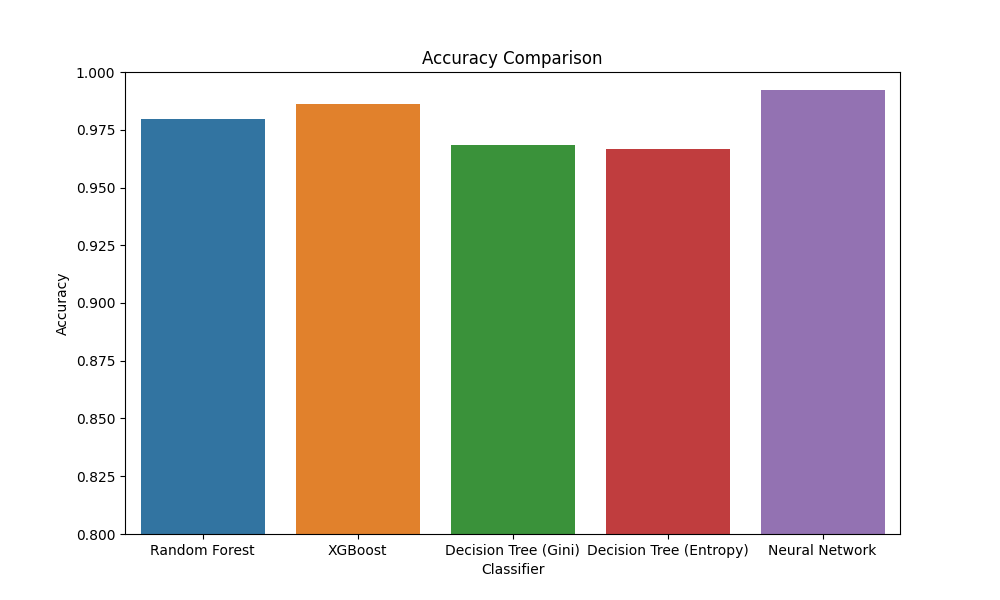 Accuracy Comparison
1.000
0.975
0.950
0.925
0.900
0.875
0.850
0.825
0.800
Accuracy
Random Forest XGBoost Decision Tree (Gini) Decision Tree (Entropy) Neural Network
Classifier